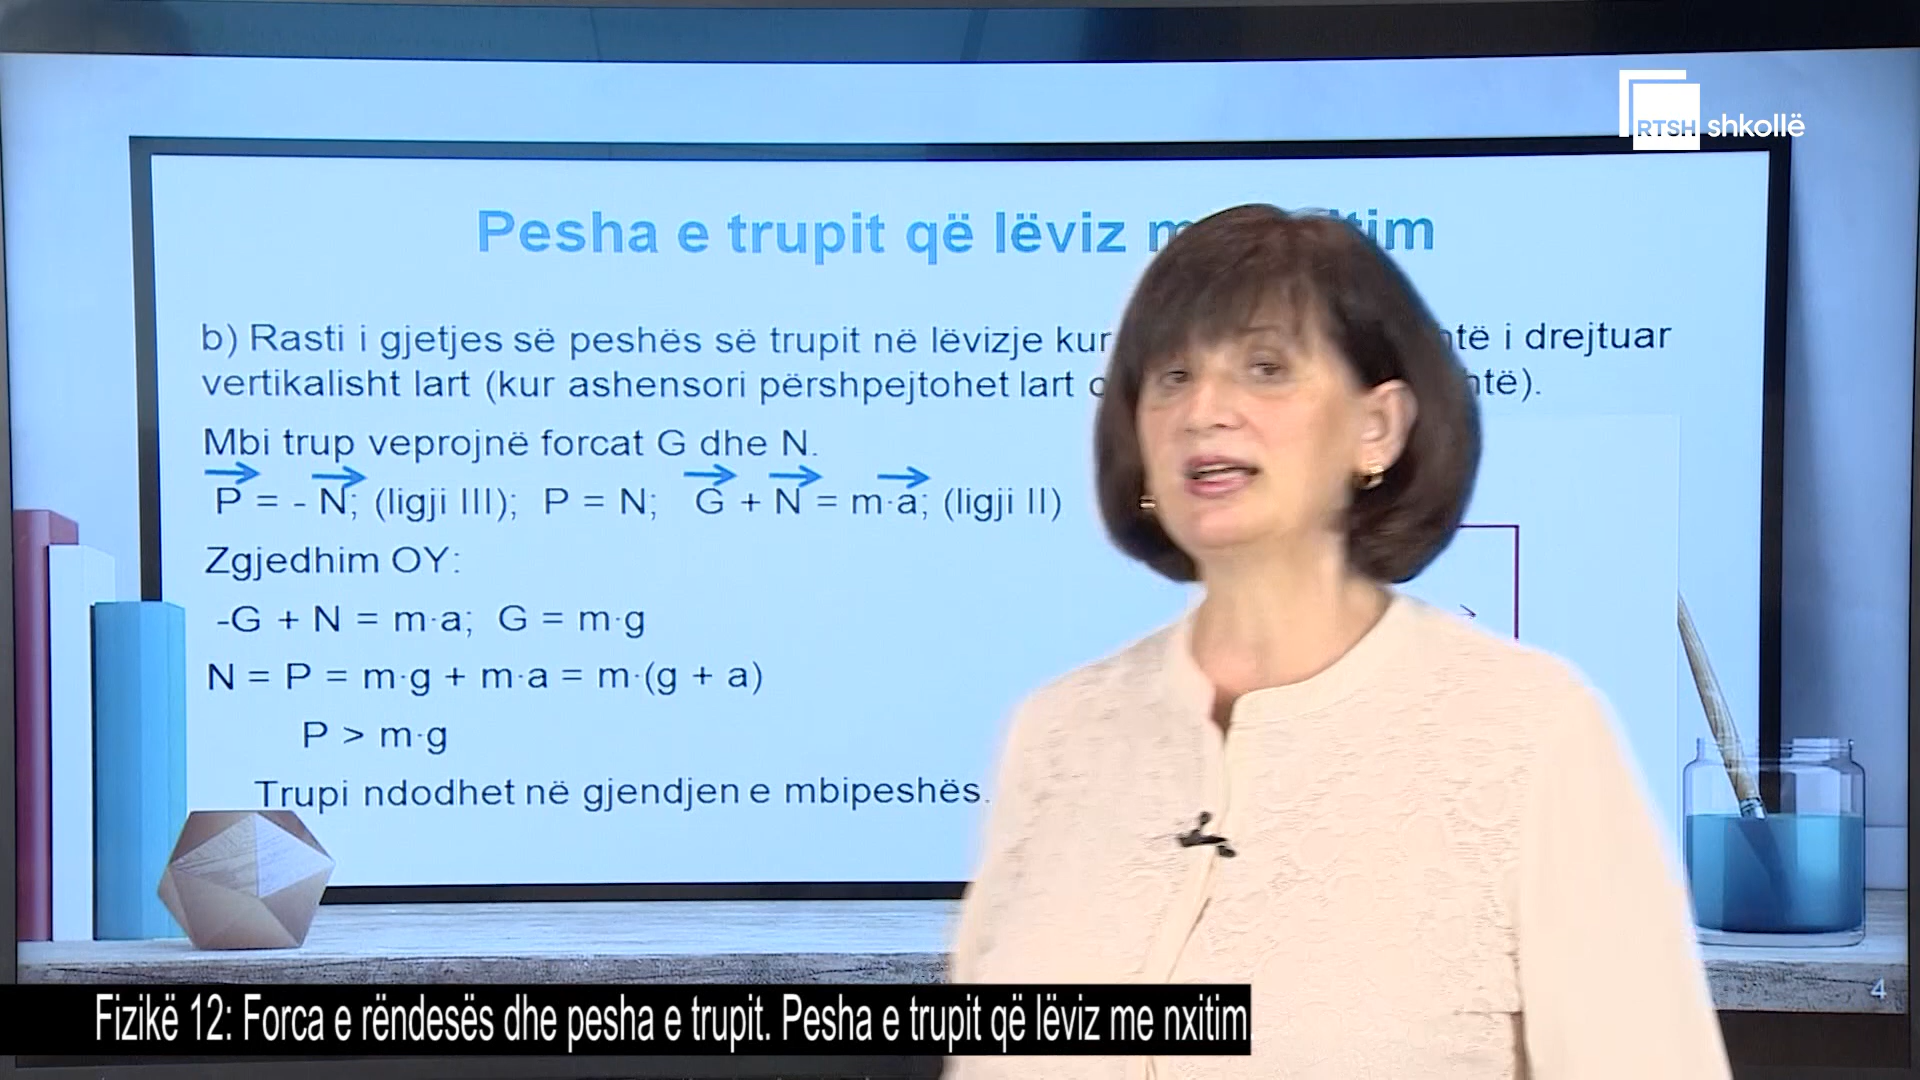 RTSH shkollë
Pesha e trupit që lëviz
b) Rasti i gjetjes së peshës së trupit në lëvizje kur i drejtuar
vertikalisht lart (kur ashensori përshpejtohet lart
Mbi trup veprojnë forcat G dhe N.
P = - N; (ligji III); P = N; G + N = m·a; (ligji II)
Zgjedhim OY:
-G + N = m·a; G = m·g
N = P = m·g + m·a = m·(g + a)
P > m·g
Trupi ndodhet në gjendjen e mbipeshës.
4
Fizikë 12: Forca e rëndesës dhe pesha e trupit. Pesha e trupit që lëviz me nxitim